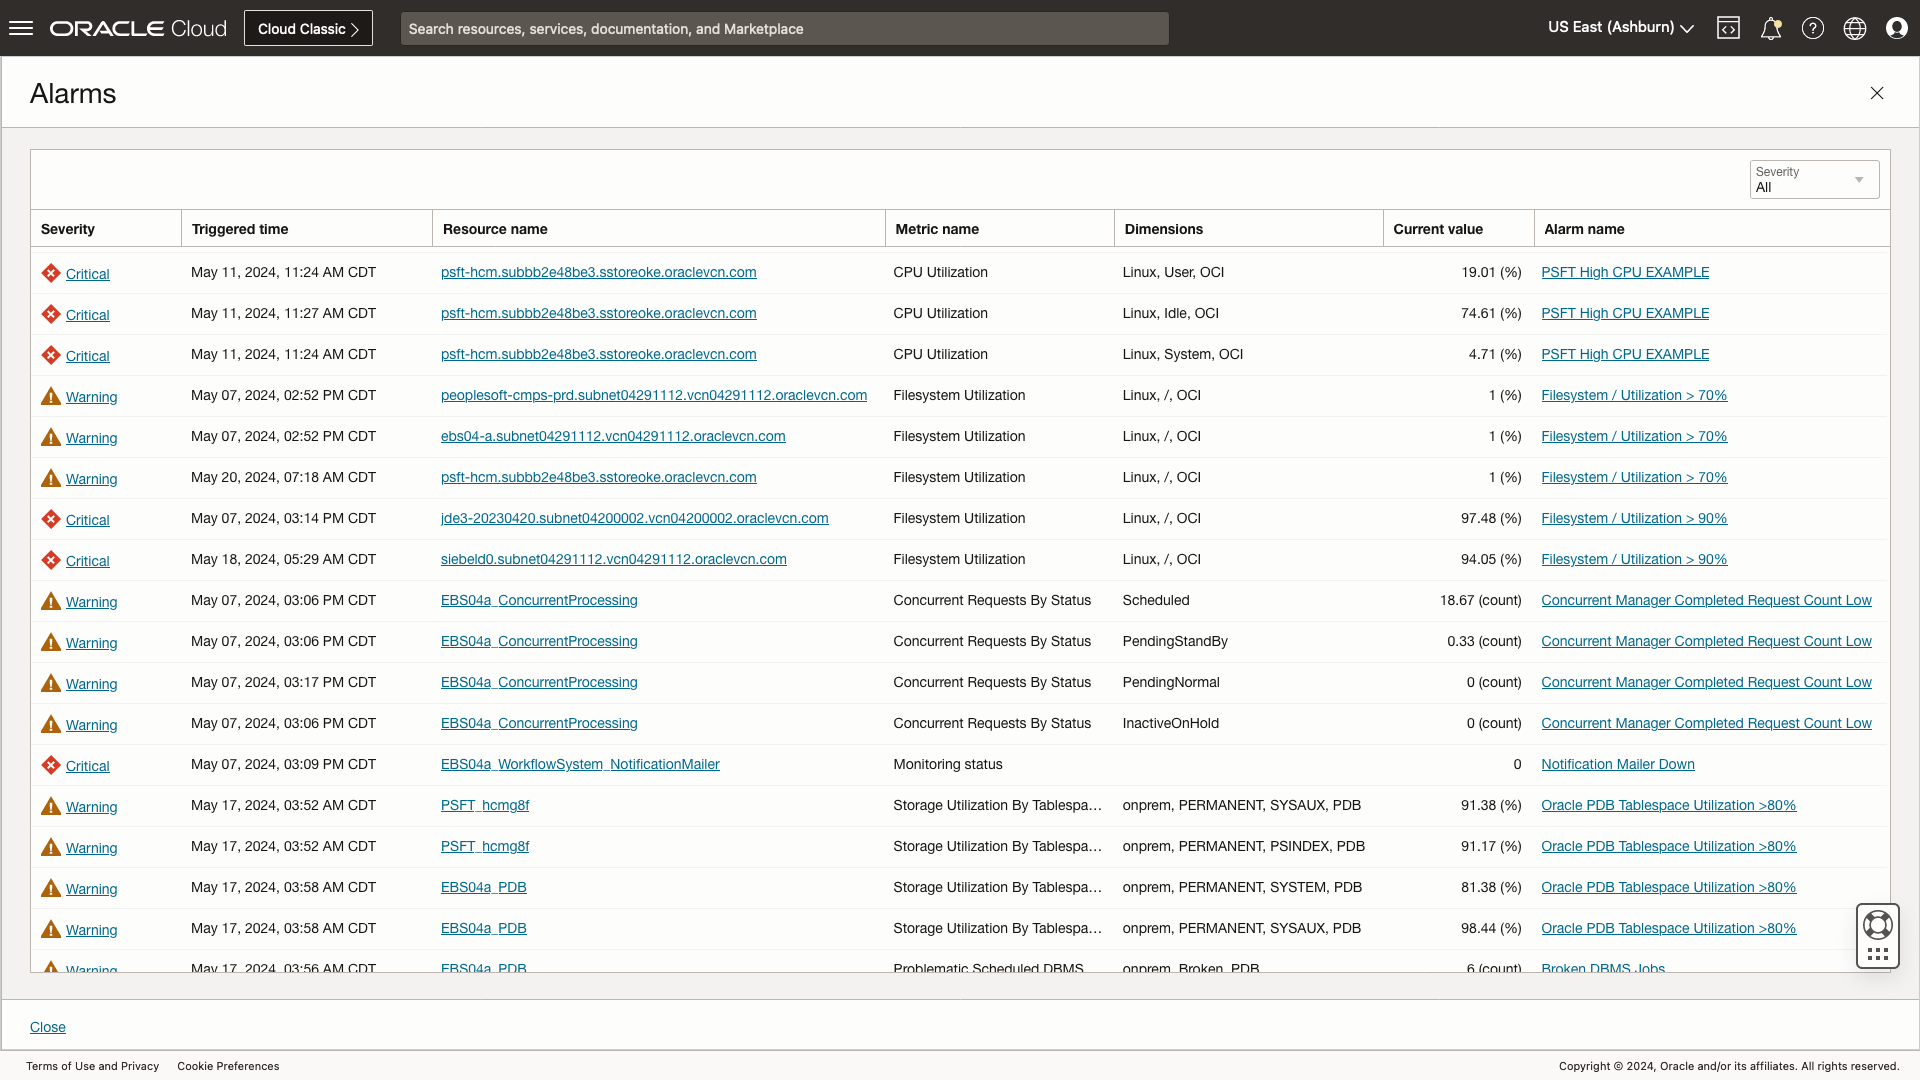 ORACLE Cloud Cloud Classic Search resources, services, documentation, and Marketplace US East (Ashburn)
Alarms
Severity
All
Severity Triggered time Resource name Metric name Dimensions Current value Alarm name
Critical May 11, 2024, 11:24 AM CDT psft-hcm.subbb2e48be3.sstoreoke.oraclevcn.com CPU Utilization Linux, User, OCI 19.01 (%) PSFT High CPU EXAMPLE
Critical May 11, 2024, 11:27 AM CDT psft-hcm.subbb2e48be3.sstoreoke.oraclevcn.com CPU Utilization Linux, Idle, OCI 74.61 (%) PSFT High CPU EXAMPLE
Critical May 11, 2024, 11:24 AM CDT psft-hcm.subbb2e48be3.sstoreoke.oraclevcn.com CPU Utilization Linux, System, OCI 4.71 (%) PSFT High CPU EXAMPLE
Warning May 07, 2024, 02:52 PM CDT peoplesoft-cmps-prd.subnet04291112.vcn04291112.oraclevcn.com Filesystem Utilization Linux, /, OCI 1 (%) Filesystem / Utilization > 70%
Warning May 07, 2024, 02:52 PM CDT ebs04-a.subnet04291112.vcn04291112.oraclevcn.com Filesystem Utilization Linux, /, OCI 1 (%) Filesystem / Utilization > 70%
Warning May 20, 2024, 07:18 AM CDT psft-hcm.subbb2e48be3.sstoreoke.oraclevcn.com Filesystem Utilization Linux, /, OCI 1 (%) Filesystem / Utilization > 70%
Critical May 07, 2024, 03:14 PM CDT jde3-20230420.subnet04200002.vcn04200002.oraclevcn.com Filesystem Utilization Linux, /, OCI 97.48 (%) Filesystem / Utilization > 90%
Critical May 18, 2024, 05:29 AM CDT siebeld0.subnet04291112.vcn04291112.oraclevcn.com Filesystem Utilization Linux, /, OCI 94.05 (%) Filesystem / Utilization > 90%
Warning May 07, 2024, 03:06 PM CDT EBS04a_ConcurrentProcessing Concurrent Requests By Status Scheduled 18.67 (count) Concurrent Manager Completed Request Count Low
Warning May 07, 2024, 03:06 PM CDT EBS04a_ConcurrentProcessing Concurrent Requests By Status PendingStandBy 0.33 (count) Concurrent Manager Completed Request Count Low
Warning May 07, 2024, 03:17 PM CDT EBS04a_ConcurrentProcessing Concurrent Requests By Status PendingNormal 0 (count) Concurrent Manager Completed Request Count Low
Warning May 07, 2024, 03:06 PM CDT EBS04a_ConcurrentProcessing Concurrent Requests By Status InactiveOnHold 0 (count) Concurrent Manager Completed Request Count Low
Critical May 07, 2024, 03:09 PM CDT EBS04a_WorkflowSystem_NotificationMailer Monitoring status 0 Notification Mailer Down
Warning May 17, 2024, 03:52 AM CDT PSFT_hcmg8f Storage Utilization By Tablespa... onprem, PERMANENT, SYSAUX, PDB 91.38 (%) Oracle PDB Tablespace Utilization >80%
Warning May 17, 2024, 03:52 AM CDT PSFT_hcmg8f Storage Utilization By Tablespa... onprem, PERMANENT, PSINDEX, PDB 91.17 (%) Oracle PDB Tablespace Utilization >80%
Warning May 17, 2024, 03:58 AM CDT EBS04a_PDB Storage Utilization By Tablespa... onprem, PERMANENT, SYSTEM, PDB 81.38 (%) Oracle PDB Tablespace Utilization >80%
Warning May 17, 2024, 03:58 AM CDT EBS04a_PDB Storage Utilization By Tablespa... onprem, PERMANENT, SYSAUX, PDB 98.44 (%) Oracle PDB Tablespace Utilization >80%
Warning May 17, 2024, 03:56 AM CDT EBS04a_PDB Problematic Scheduled DBMS onprem, Broken, PDB 6 (count) Broken DBMS Jobs
Close
Terms of Use and Privacy Cookie Preferences Copyright © 2024, Oracle and/or its affiliates. All rights reserved.